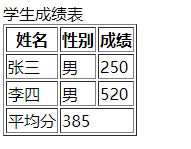 学生成绩表
姓名 性别 成绩
张三 男 250
李四 男 520
平均分 385